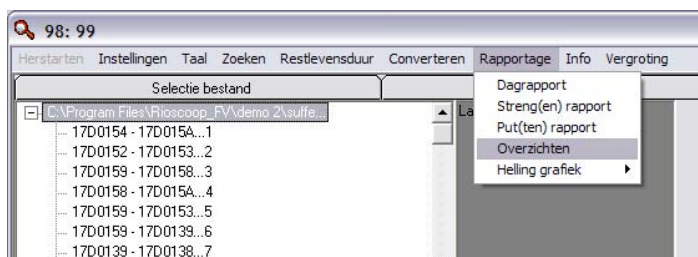 98: 99
Herstarten Instellingen Taal Zoeken Restlevensduur Converteren Rapportage Info Vergroting
Selectie bestand
C:\Program Files\Rioscoop_FV\demo 2\suffe...
17D0154 - 17D015A...1
17D0152 - 17D0153...2
17D0159 - 17D0158...3
17D0158 - 17D015A...4
17D0159 - 17D0153...5
17D0159 - 17D0139...6
17D0139 - 17D0138...7
La
Dagrapport
Streng(en) rapport
Put(ten) rapport
Overzichten
Helling grafiek